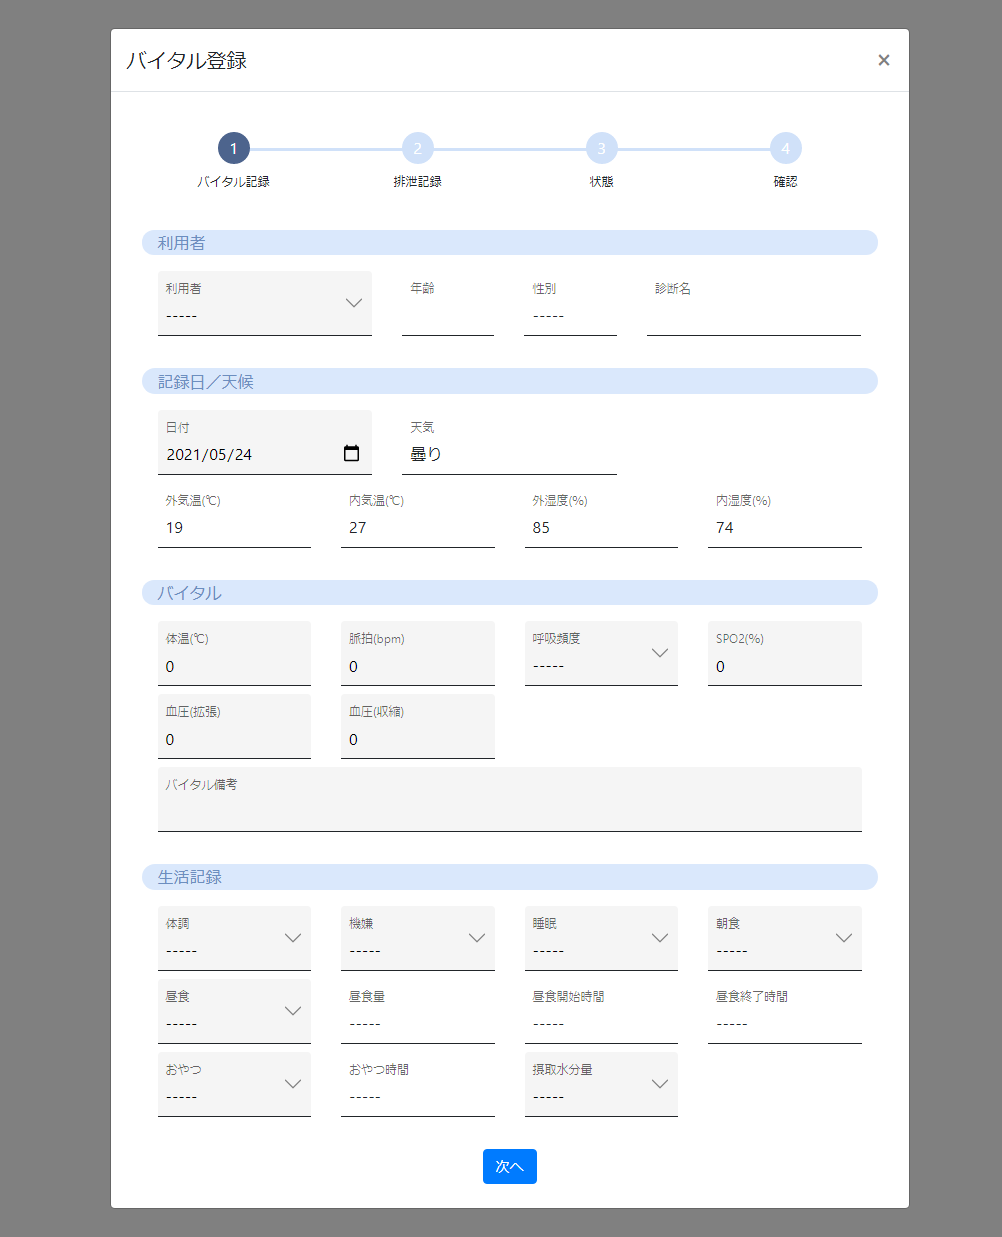 バイタル登録 ×
1 2 3 4
バイタル記録 排泄記録 状態 確認
利用者
利用者 年齢 性別 診断名
----- -----
記録日／天候
日付 天気
2021/05/24 曇り
外気温(℃) 内気温(℃) 外湿度(%) 内湿度(%)
19 27 85 74
バイタル
体温(℃) 脈拍(bpm) 呼吸頻度 SPO2(%)
0 0 ----- 0
血圧(拡張) 血圧(収縮)
0 0
バイタル備考
生活記録
体調 機嫌 睡眠 朝食
----- ----- ----- -----
昼食 昼食量 昼食開始時間 昼食終了時間
----- ----- ----- -----
おやつ おやつ時間 摂取水分量
----- ----- -----
次へ